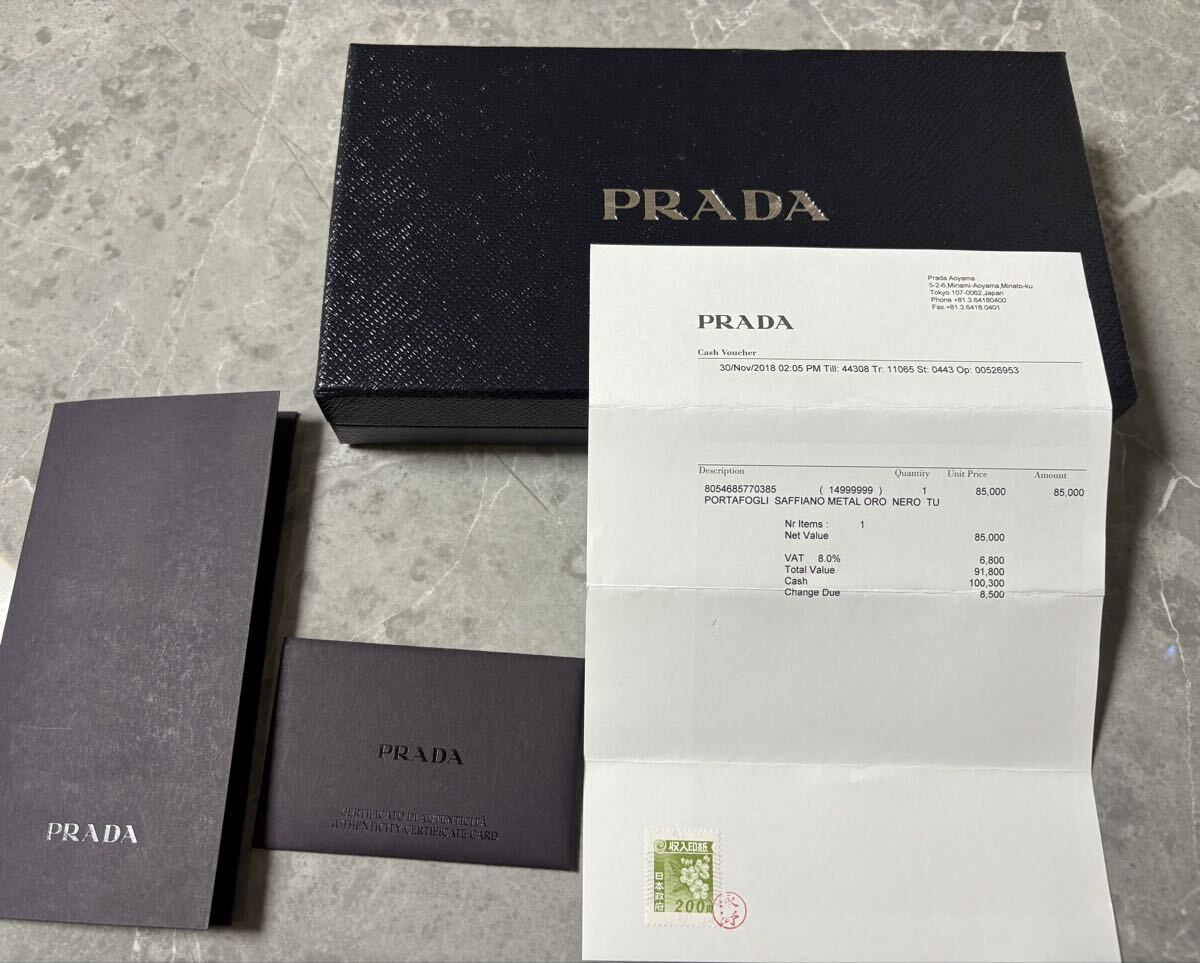 PRADA
Prada Aoyama
5-2-6,Minami-Aoyama,Minato-ku
Tokyo 107-0062,Japan
Phone +81.3.64180400
Fax +81.3.6418.0401
PRADA
Cash Voucher
30/Nov/2018 02:05 PM Till: 44308 Tr: 11065 St: 0443 Op: 00526953
Description Quantity Unit Price Amount
8054685770385 ( 14999999 ) 1 85,000 85,000
PORTAFOGLI SAFFIANO METAL ORO NERO TU
Nr Items : 1
Net Value 85,000
VAT 8.0% 6,800
Total Value 91,800
Cash 100,300
Change Due 8,500
収入印紙
日本政府
200円
PRADA
CERTIFICATO DI AUTENTICITÀ
AUTHENTICITY CERTIFICATE CARD
PRADA